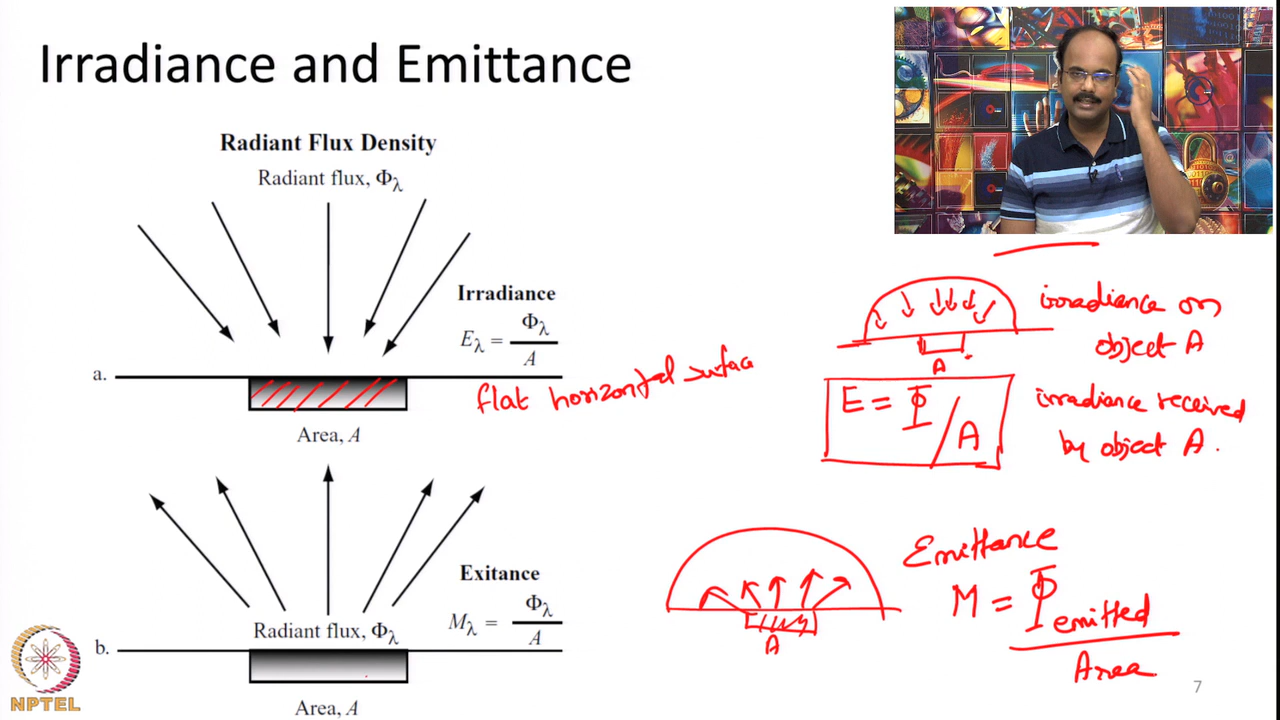 Irradiance and Emittance
Radiant Flux Density
Radiant flux, Φλ
Irradiance
Eλ = Φλ / A
a.
flat horizontal surface
Area, A
irradiance on
object A
A
E = Φ / A
irradiance received
by object A.
Exitance
Mλ = Φλ / A
Radiant flux, Φλ
b.
Area, A
A
Emittance
M = Φ emitted / Area
NPTEL
7